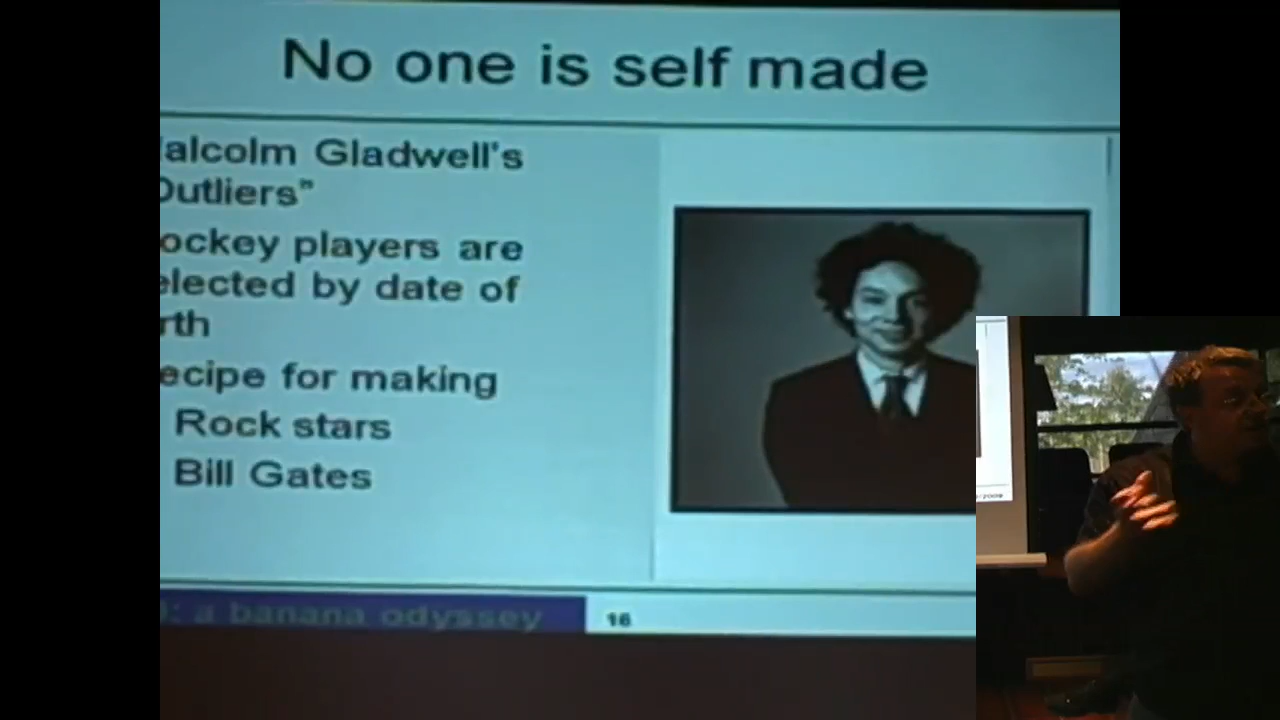 No one is self made
alcolm Gladwell's
Outliers"
ockey players are
elected by date of
rth
ecipe for making
Rock stars
Bill Gates
: a banana odyssey
16
/2009